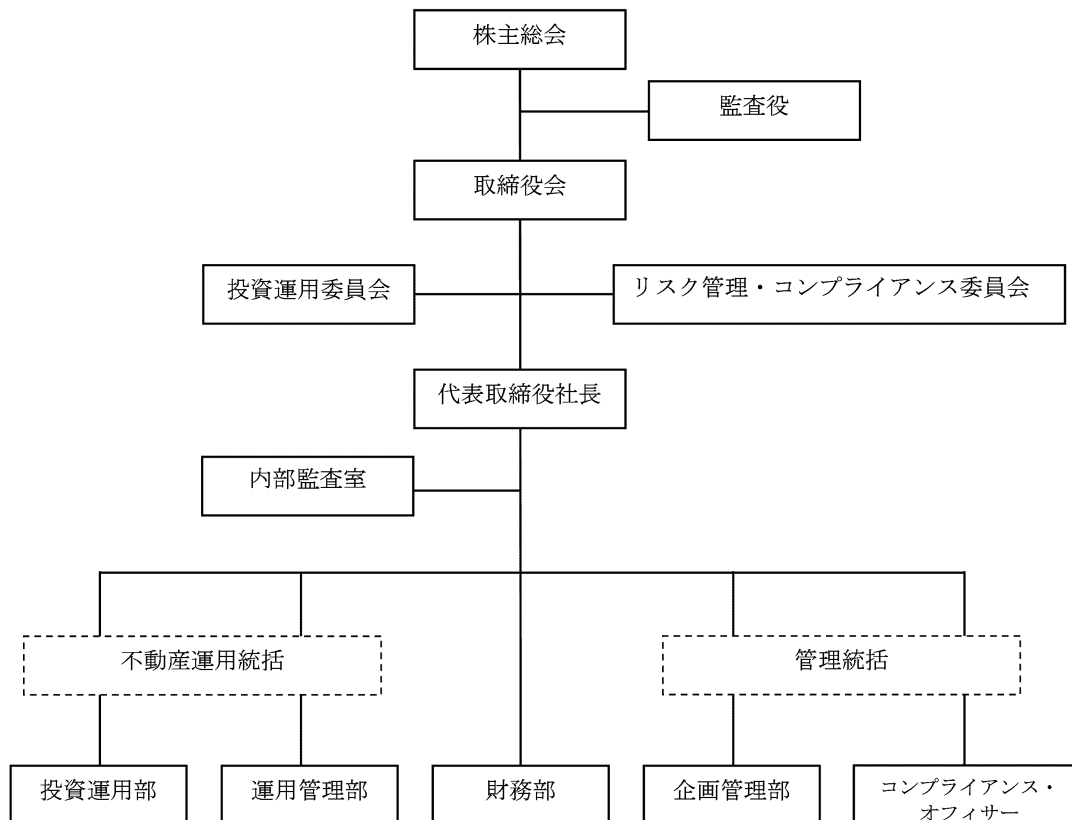 株主総会
監査役
取締役会
投資運用委員会
リスク管理・コンプライアンス委員会
代表取締役社長
内部監査室
不動産運用統括
管理統括
投資運用部
運用管理部
財務部
企画管理部
コンプライアンス・
オフィサー